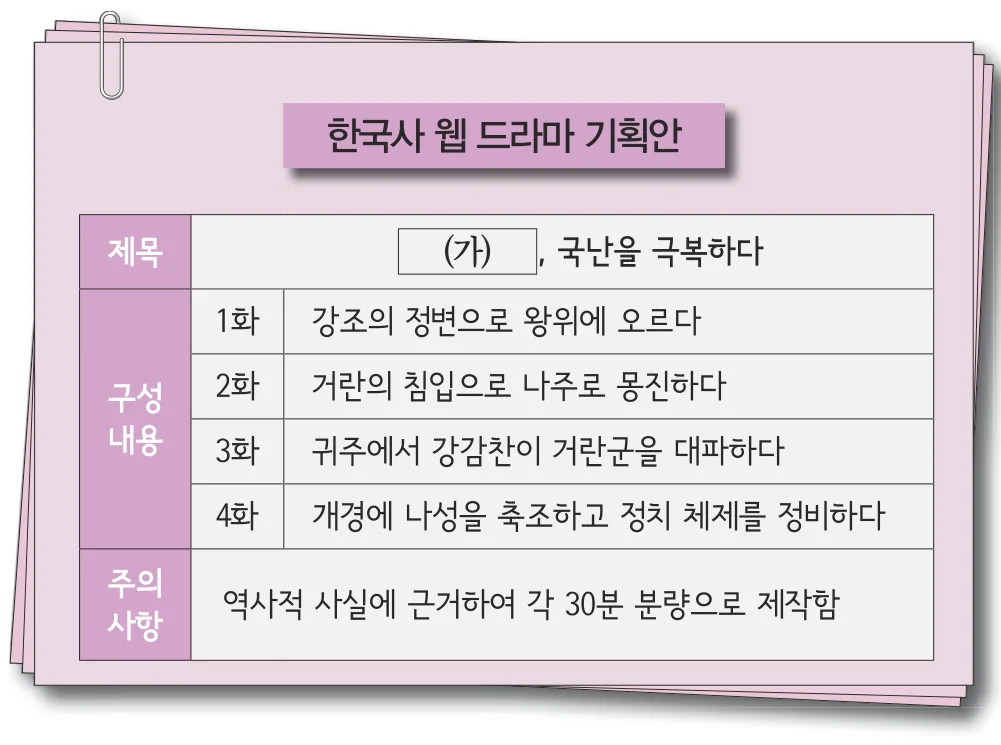 한국사 웹 드라마 기획안
제목
(가) , 국난을 극복하다
구성
내용
1화 강조의 정변으로 왕위에 오르다
2화 거란의 침입으로 나주로 몽진하다
3화 귀주에서 강감찬이 거란군을 대파하다
4화 개경에 나성을 축조하고 정치 체제를 정비하다
주의
사항
역사적 사실에 근거하여 각 30분 분량으로 제작함